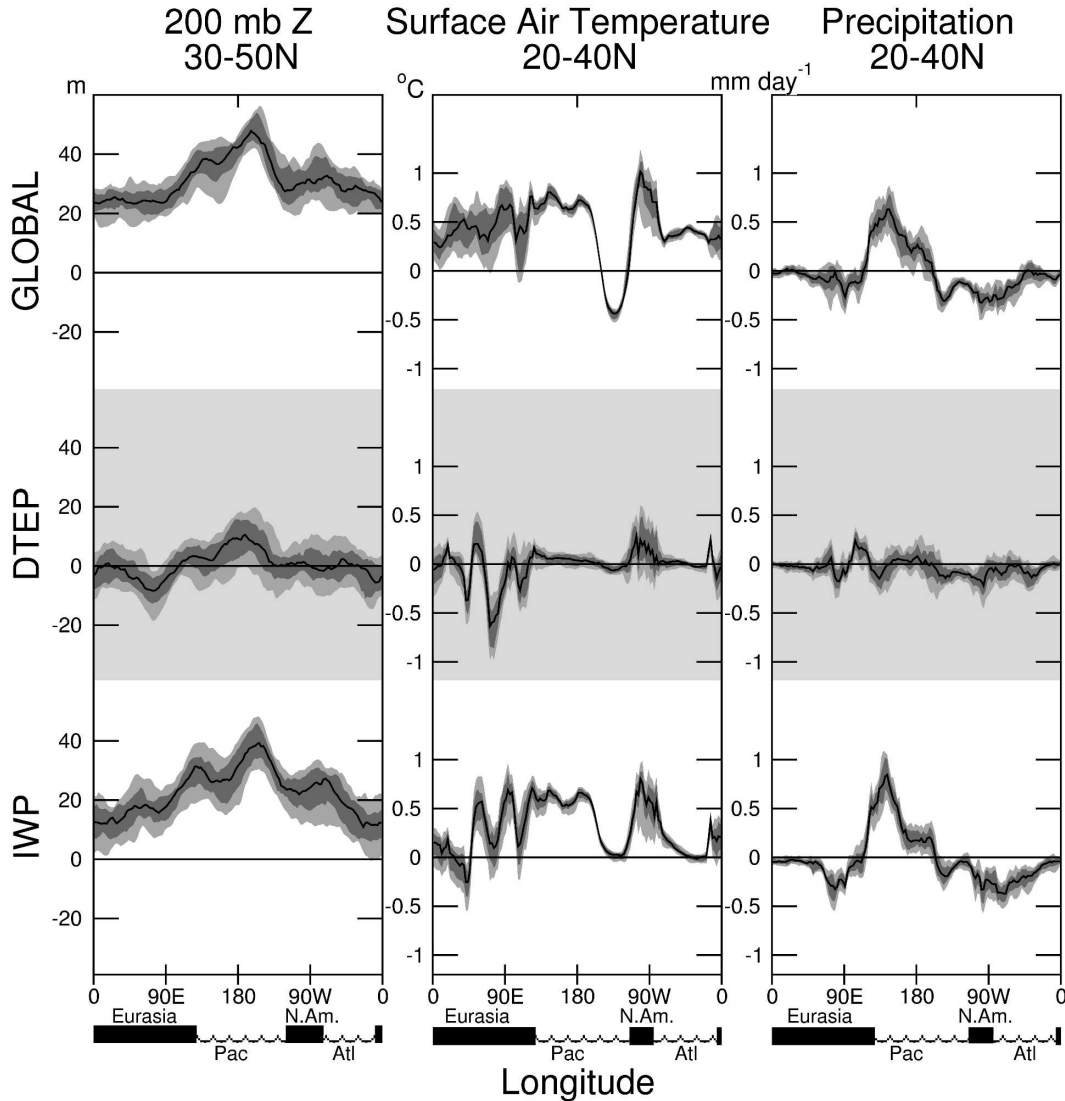 200 mb Z
30-50N
Surface Air Temperature
20-40N
Precipitation
20-40N
m
°C
mm day-1
GLOBAL
40
20
0
-20
1
0.5
0
-0.5
-1
1
0.5
0
-0.5
-1
DTEP
40
20
0
-20
1
0.5
0
-0.5
-1
1
0.5
0
-0.5
-1
IWP
40
20
0
-20
1
0.5
0
-0.5
-1
1
0.5
0
-0.5
-1
0 90E 180 90W 0
0 90E 180 90W 0
0 90E 180 90W 0
Eurasia N.Am.
Pac Atl
Eurasia N.Am.
Pac Atl
Eurasia N.Am.
Pac Atl
Longitude